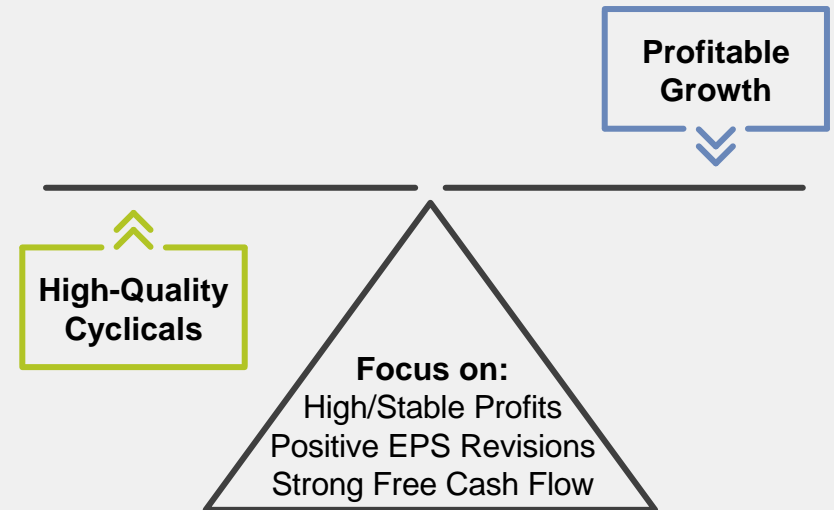 Profitable
Growth
High-Quality
Cyclicals
Focus on:
High/Stable Profits
Positive EPS Revisions
Strong Free Cash Flow